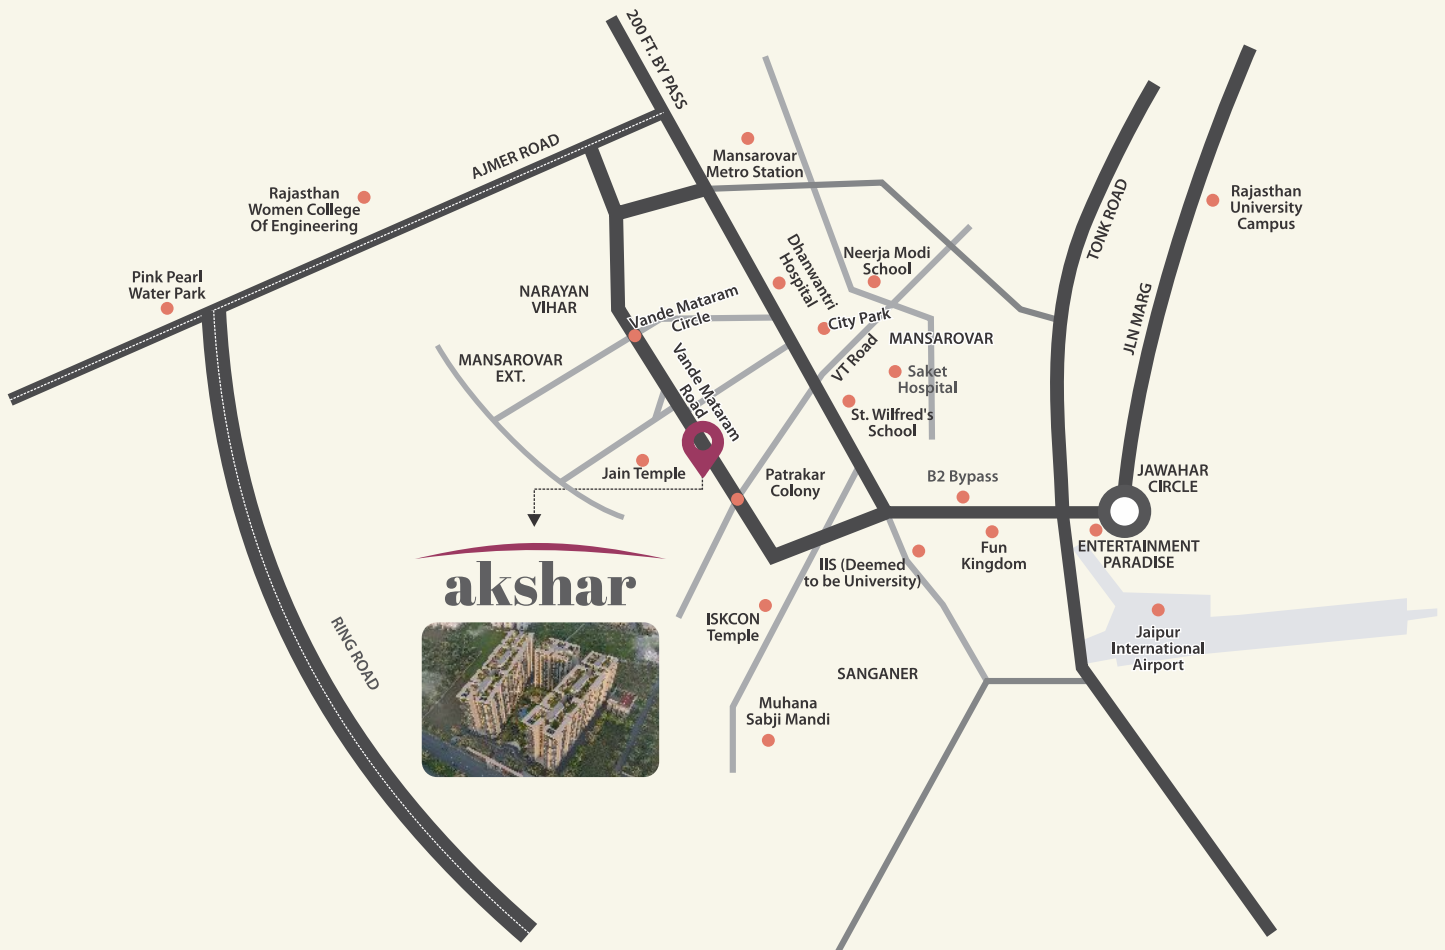 200 FT. BY PASS
AJMER ROAD
Mansarovar
Metro Station
Rajasthan
Women College
Of Engineering
TONK ROAD
Rajasthan
University
Campus
Pink Pearl
Water Park
NARAYAN
VIHAR
Vande Mataram
Circle
Dhanwantri
Hospital
Neerja Modi
School
City Park
MANSAROVAR
JLN MARG
MANSAROVAR
EXT.
Vande Mataram
Road
VT Road
Saket
Hospital
St. Wilfred's
School
Jain Temple
Patrakar
Colony
B2 Bypass
JAWAHAR
CIRCLE
akshar
IIS (Deemed
to be University)
Fun
Kingdom
ENTERTAINMENT
PARADISE
ISKCON
Temple
Jaipur
International
Airport
RING ROAD
SANGANER
Muhana
Sabji Mandi